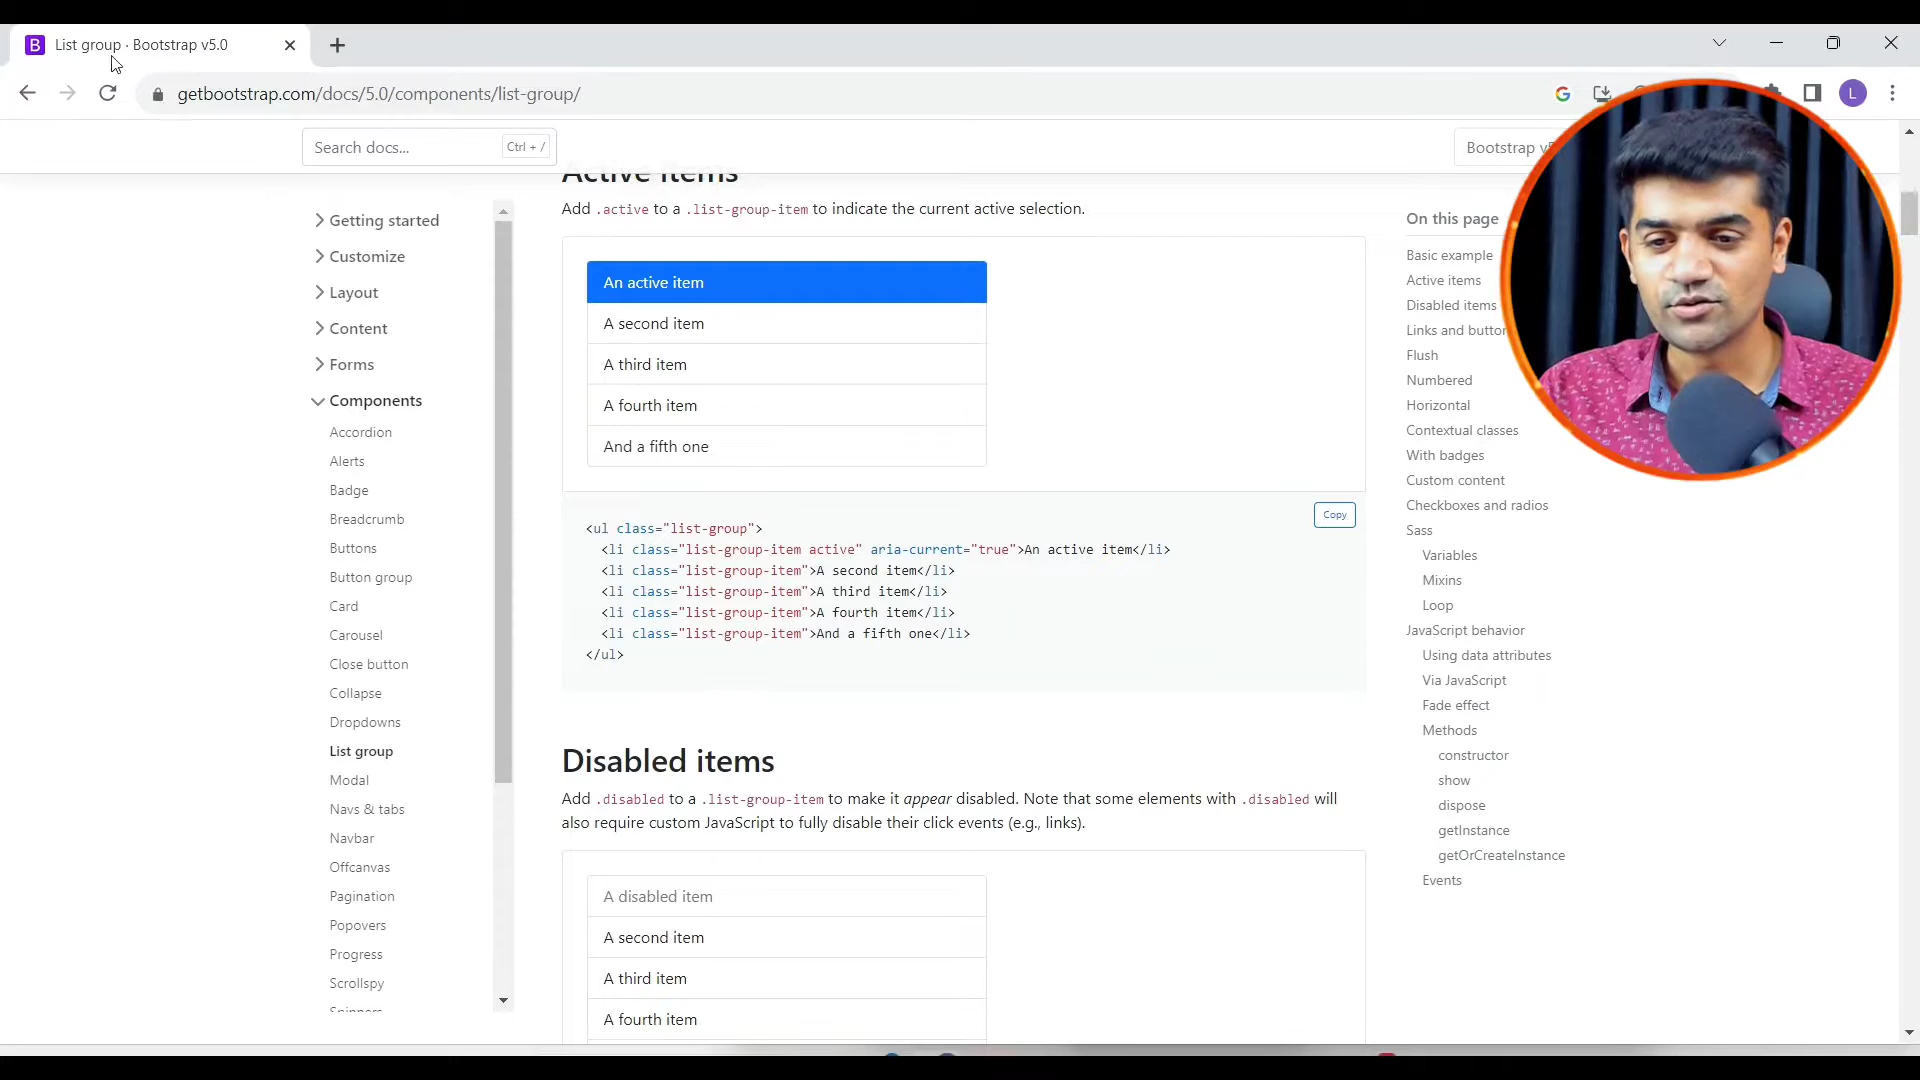 List group · Bootstrap v5.0
getbootstrap.com/docs/5.0/components/list-group/
L
Search docs...
Ctrl + /
Bootstrap
Getting started
Customize
Layout
Content
Forms
Components
Accordion
Alerts
Badge
Breadcrumb
Buttons
Button group
Card
Carousel
Close button
Collapse
Dropdowns
List group
Modal
Navs & tabs
Navbar
Offcanvas
Pagination
Popovers
Progress
Scrollspy
Active items
Add .active to a .list-group-item to indicate the current active selection.
An active item
A second item
A third item
A fourth item
And a fifth one
Copy
<ul class="list-group">
<li class="list-group-item active" aria-current="true">An active item</li>
<li class="list-group-item">A second item</li>
<li class="list-group-item">A third item</li>
<li class="list-group-item">A fourth item</li>
<li class="list-group-item">And a fifth one</li>
</ul>
Disabled items
Add .disabled to a .list-group-item to make it appear disabled. Note that some elements with .disabled will
also require custom JavaScript to fully disable their click events (e.g., links).
A disabled item
A second item
A third item
A fourth item
On this page
Basic example
Active items
Disabled items
Links and
Flush
Numbered
Horizontal
Contextual classes
With badges
Custom content
Checkboxes and radios
Sass
Variables
Mixins
Loop
JavaScript behavior
Using data attributes
Via JavaScript
Fade effect
Methods
constructor
show
dispose
getInstance
getOrCreateInstance
Events